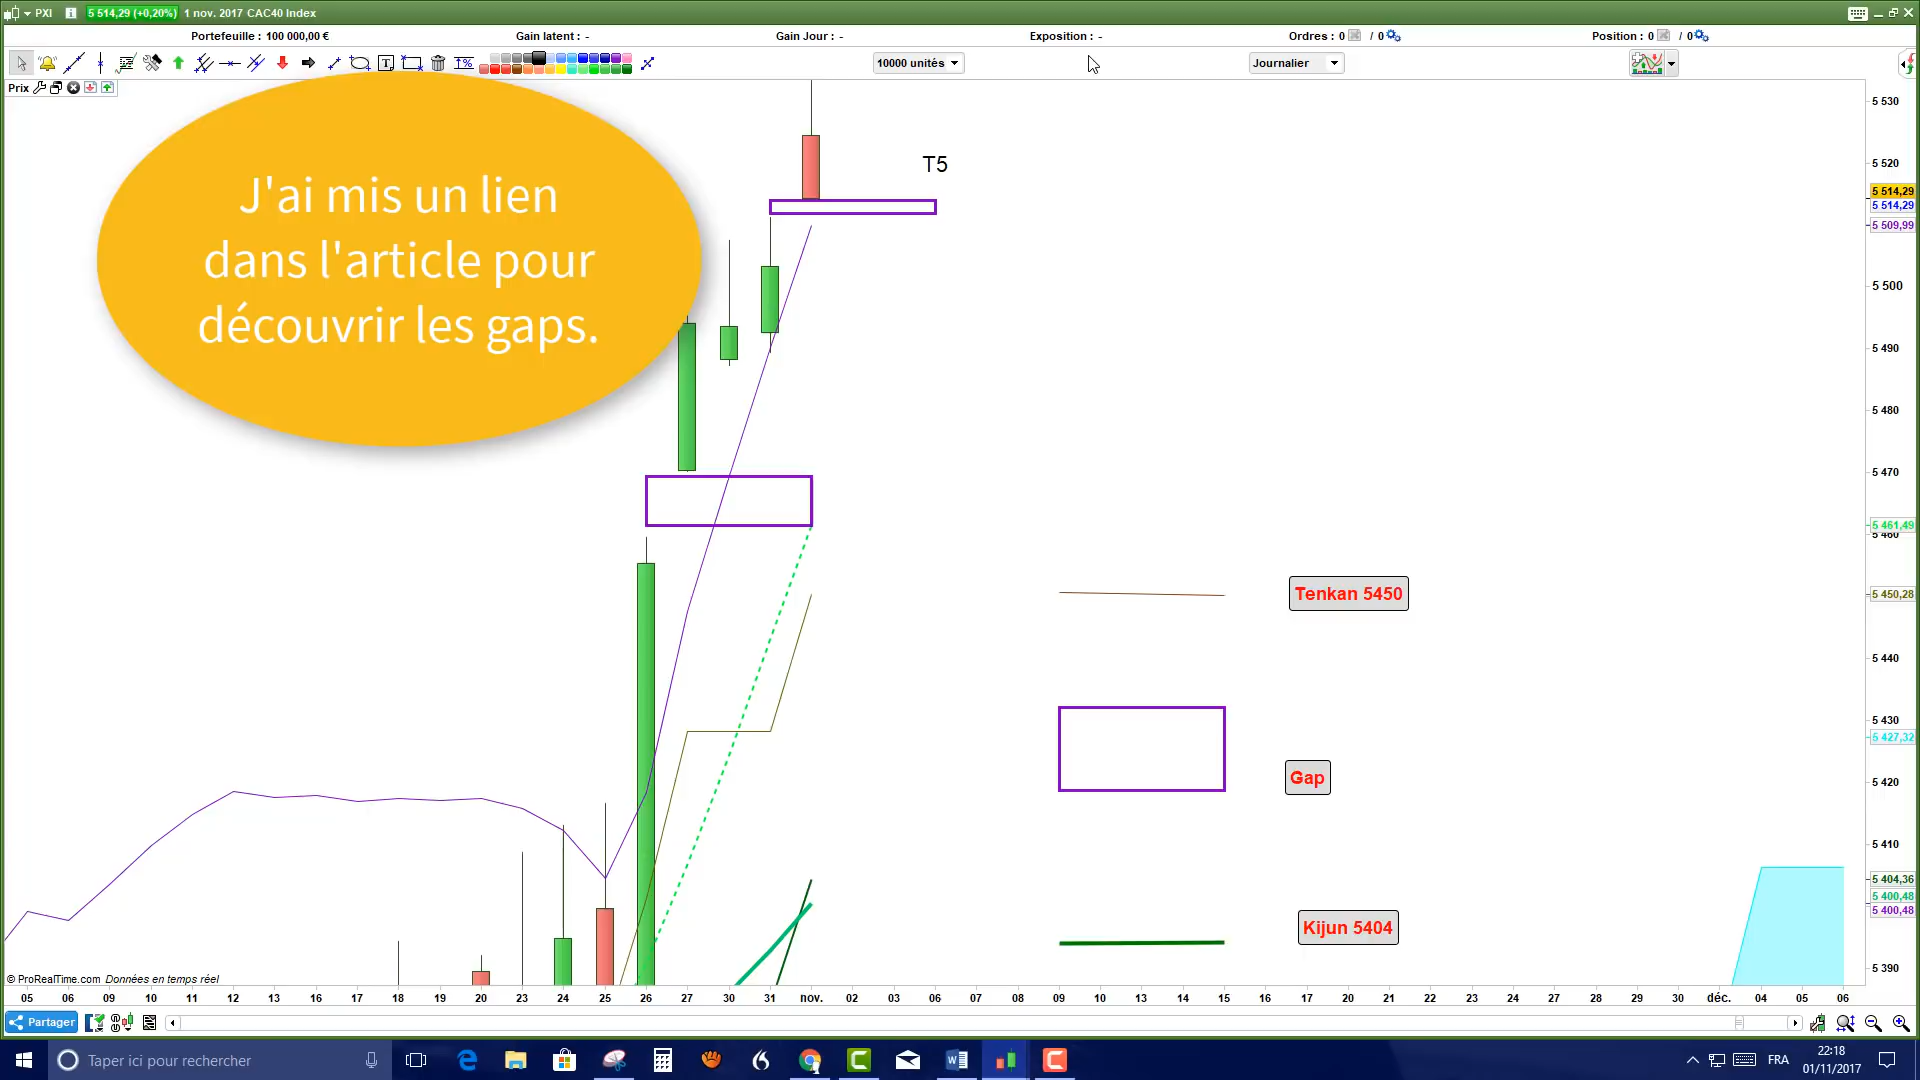 PXI 5 514,29 (+0,20%) 1 nov. 2017 CAC40 Index
Portefeuille : 100 000,00 € Gain latent : - Gain Jour : - Exposition : - Ordres : 0 / 0 Position : 0 / 0
10000 unités Journalier
Prix
J'ai mis un lien
dans l'article pour
découvrir les gaps.
T5
5 530
5 520
5 514,29
5 514,29
5 509,99
5 500
5 490
5 480
5 470
5 461,49
5 460
Tenkan 5450
5 450,28
5 440
5 430
5 427,32
Gap
5 420
5 410
5 404,36
5 400,48
5 400,48
Kijun 5404
5 390
© ProRealTime.com Données en temps réel
05 06 09 10 11 12 13 16 17 18 19 20 23 24 25 26 27 30 31 nov. 02 03 06 07 08 09 10 13 14 15 16 17 20 21 22 23 24 27 28 29 30 déc. 04 05 06
Partager
Taper ici pour rechercher
FRA
22:18
01/11/2017